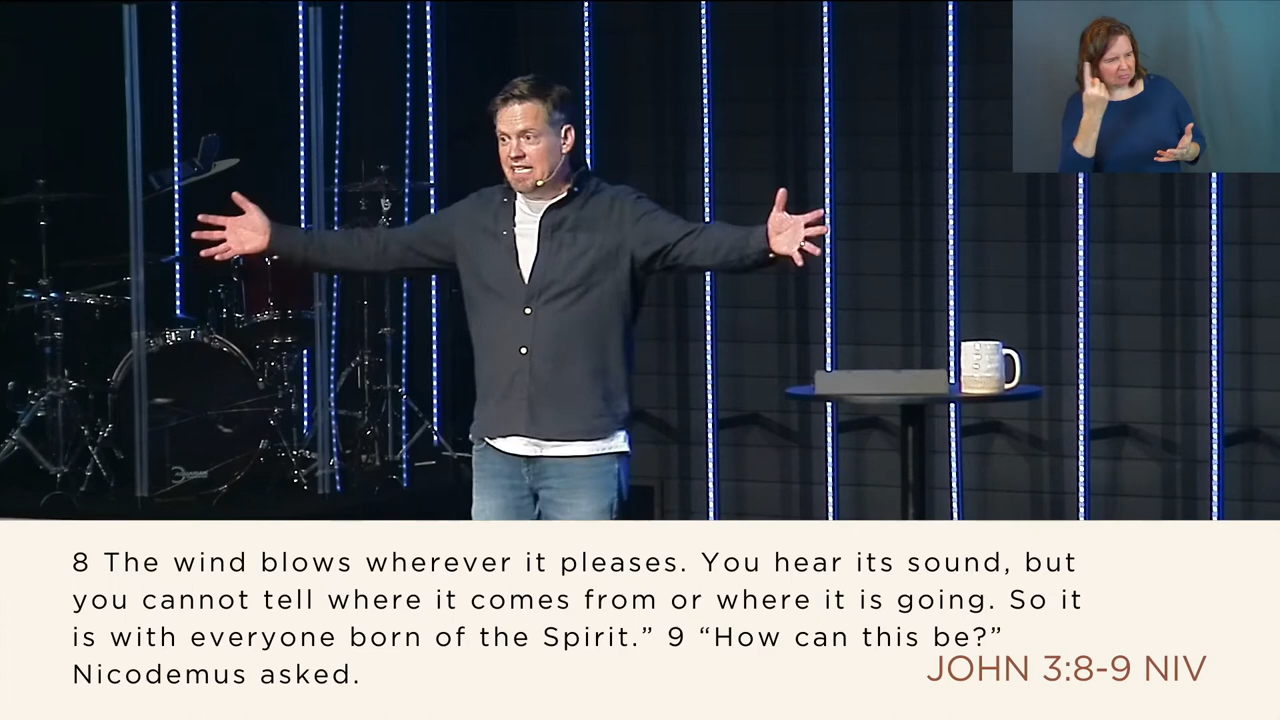 8 The wind blows wherever it pleases. You hear its sound, but
you cannot tell where it comes from or where it is going. So it
is with everyone born of the Spirit.” 9 “How can this be?”
Nicodemus asked.
JOHN 3:8-9 NIV